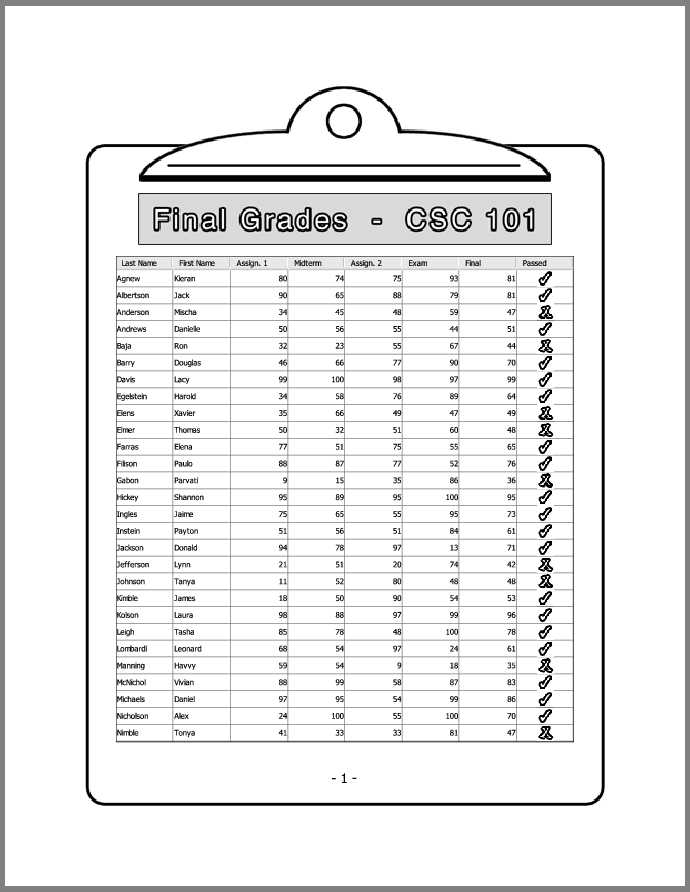 Final Grades - CSC 101
Last Name First Name Assign. 1 Midterm Assign. 2 Exam Final Passed
Agnew Kieran 80 74 75 93 81
Albertson Jack 90 65 88 79 81
Anderson Mischa 34 45 48 59 47
Andrews Danielle 50 56 55 44 51
Baja Ron 32 23 55 67 44
Barry Douglas 46 66 77 90 70
Davis Lacy 99 100 98 97 99
Egelstein Harold 34 58 76 89 64
Elens Xavier 35 66 49 47 49
Elmer Thomas 50 32 51 60 48
Farras Elena 77 51 75 55 65
Filison Paulo 88 87 77 52 76
Gabon Parvati 9 15 35 86 36
Hickey Shannon 95 89 95 100 95
Ingles Jaime 75 65 55 95 73
Instein Payton 51 56 51 84 61
Jackson Donald 94 78 97 13 71
Jefferson Lynn 21 51 20 74 42
Johnson Tanya 11 52 80 48 48
Kimble James 18 50 90 54 53
Kolson Laura 98 88 97 99 96
Leigh Tasha 85 78 48 100 78
Lombardi Leonard 68 54 97 24 61
Manning Havvy 59 54 9 18 35
McNichol Vivian 88 99 58 87 83
Michaels Daniel 97 95 54 99 86
Nicholson Alex 24 100 55 100 70
Nimble Tonya 41 33 33 81 47
- 1 -